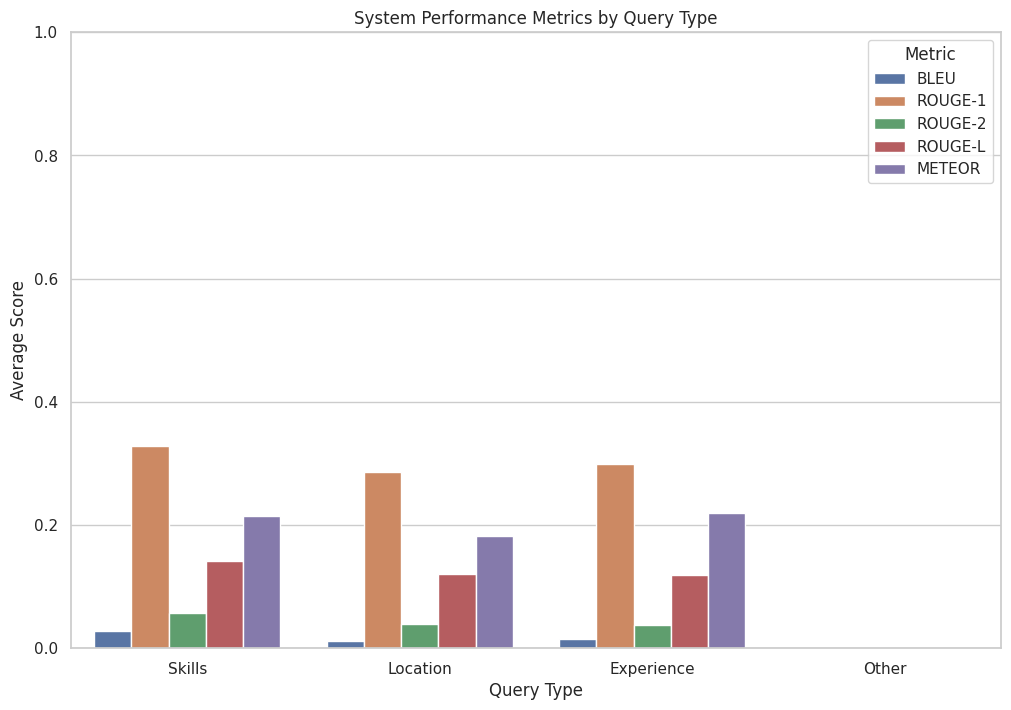 System Performance Metrics by Query Type
1.0
0.8
0.6
0.4
0.2
0.0
Average Score
Metric
BLEU
ROUGE-1
ROUGE-2
ROUGE-L
METEOR
Skills
Location
Experience
Other
Query Type